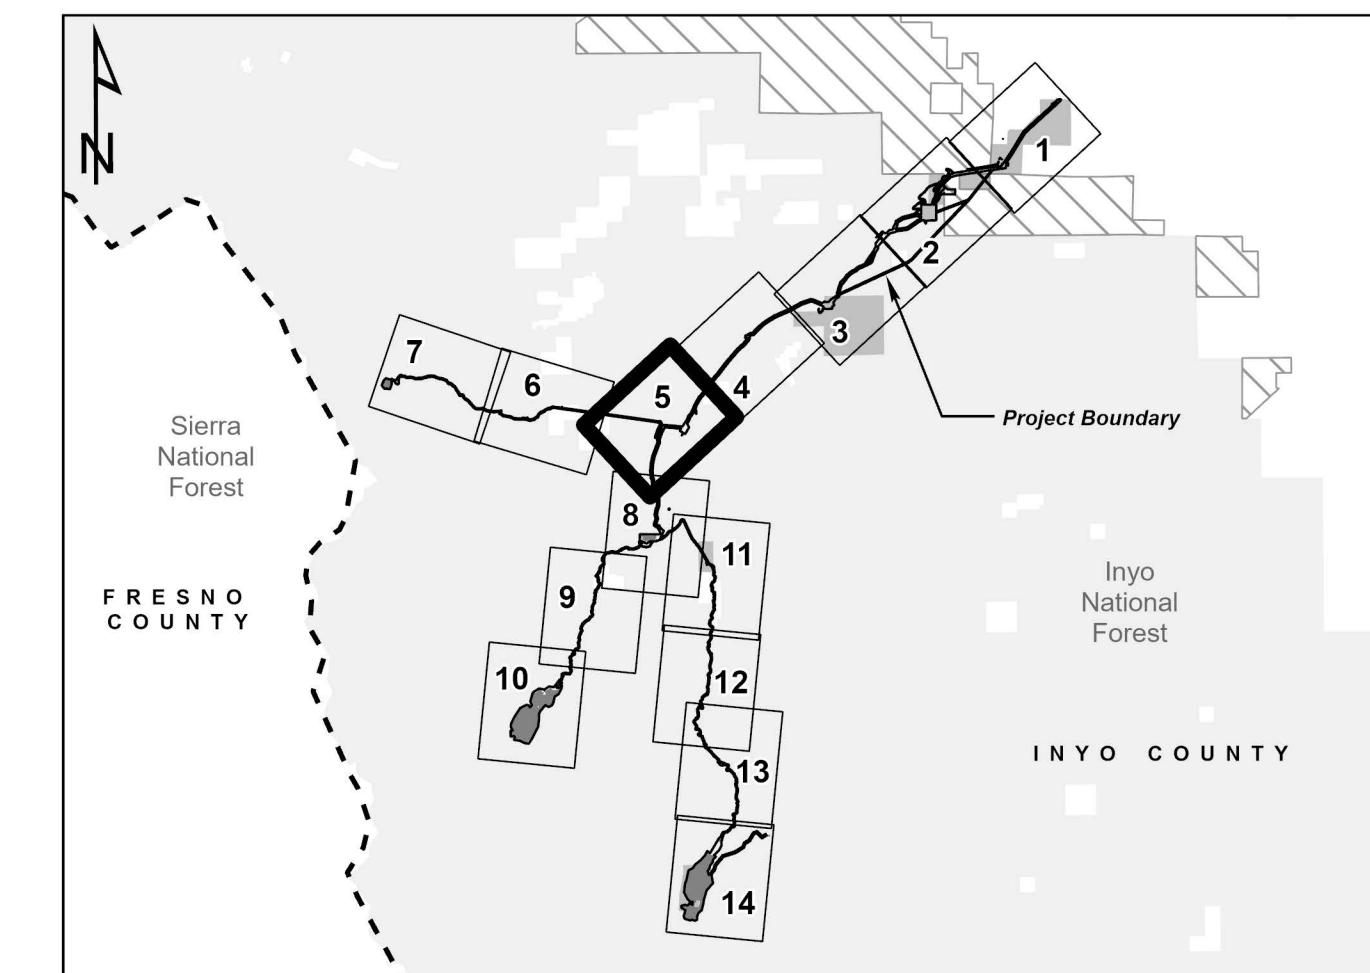 N
1
2
3
4
5
6
7
Project Boundary
Sierra
National
Forest
8
11
9
FRESNO
COUNTY
Inyo
National
Forest
10
12
INYO COUNTY
13
14